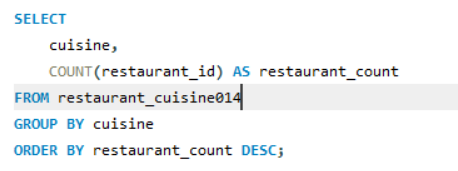 SELECT
cuisine,
COUNT(restaurant_id) AS restaurant_count
FROM restaurant_cuisine014
GROUP BY cuisine
ORDER BY restaurant_count DESC;